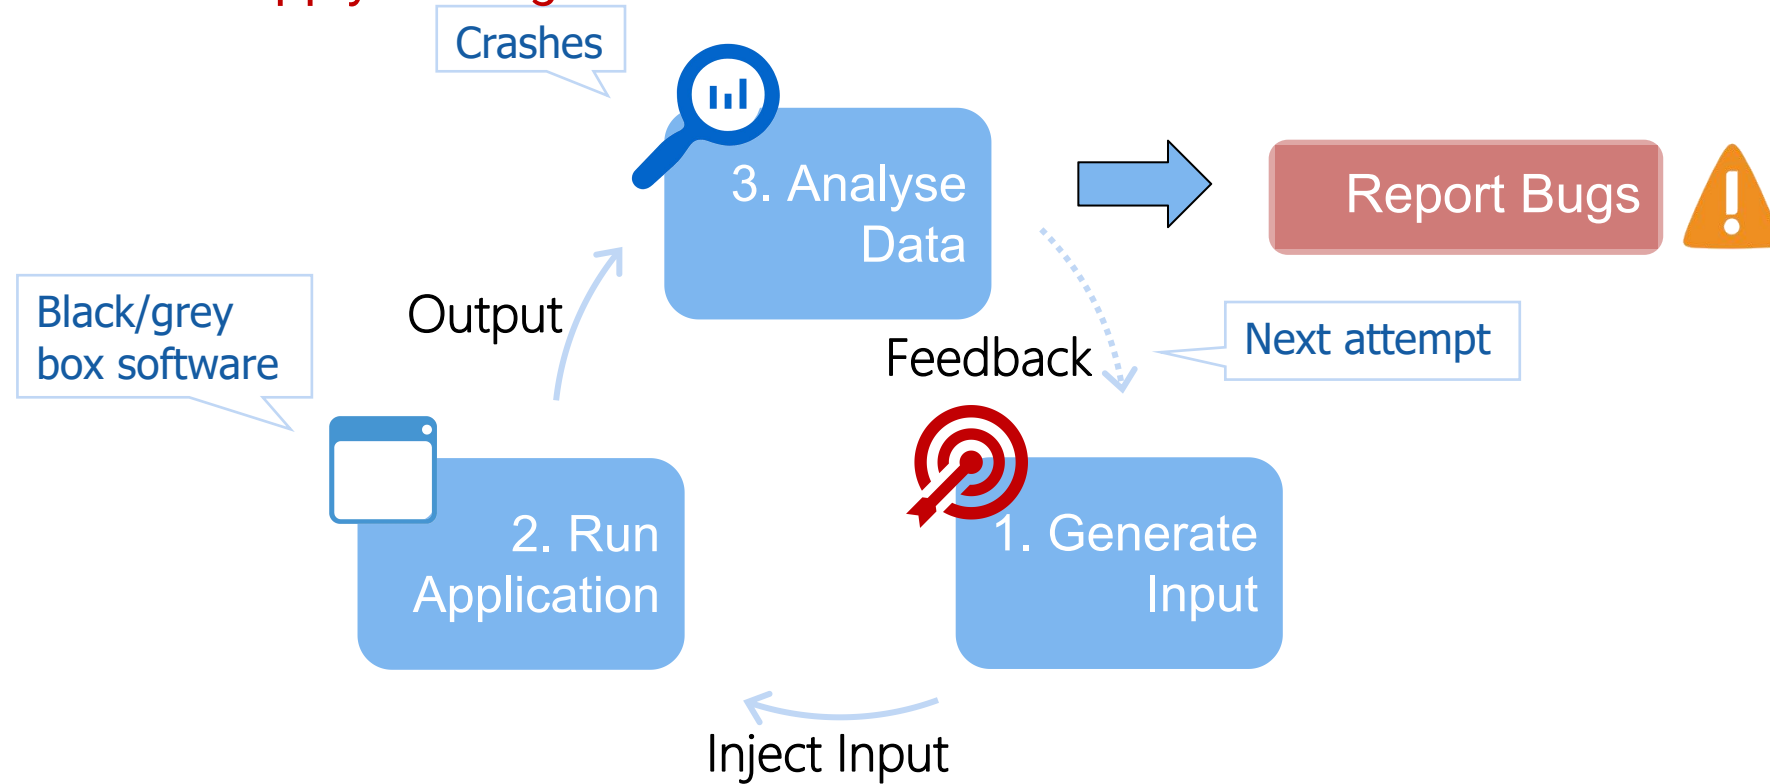 Crashes
3. Analyse
Data
Report Bugs
Black/grey
box software
Output
Feedback
Next attempt
2. Run
Application
1. Generate
Input
Inject Input